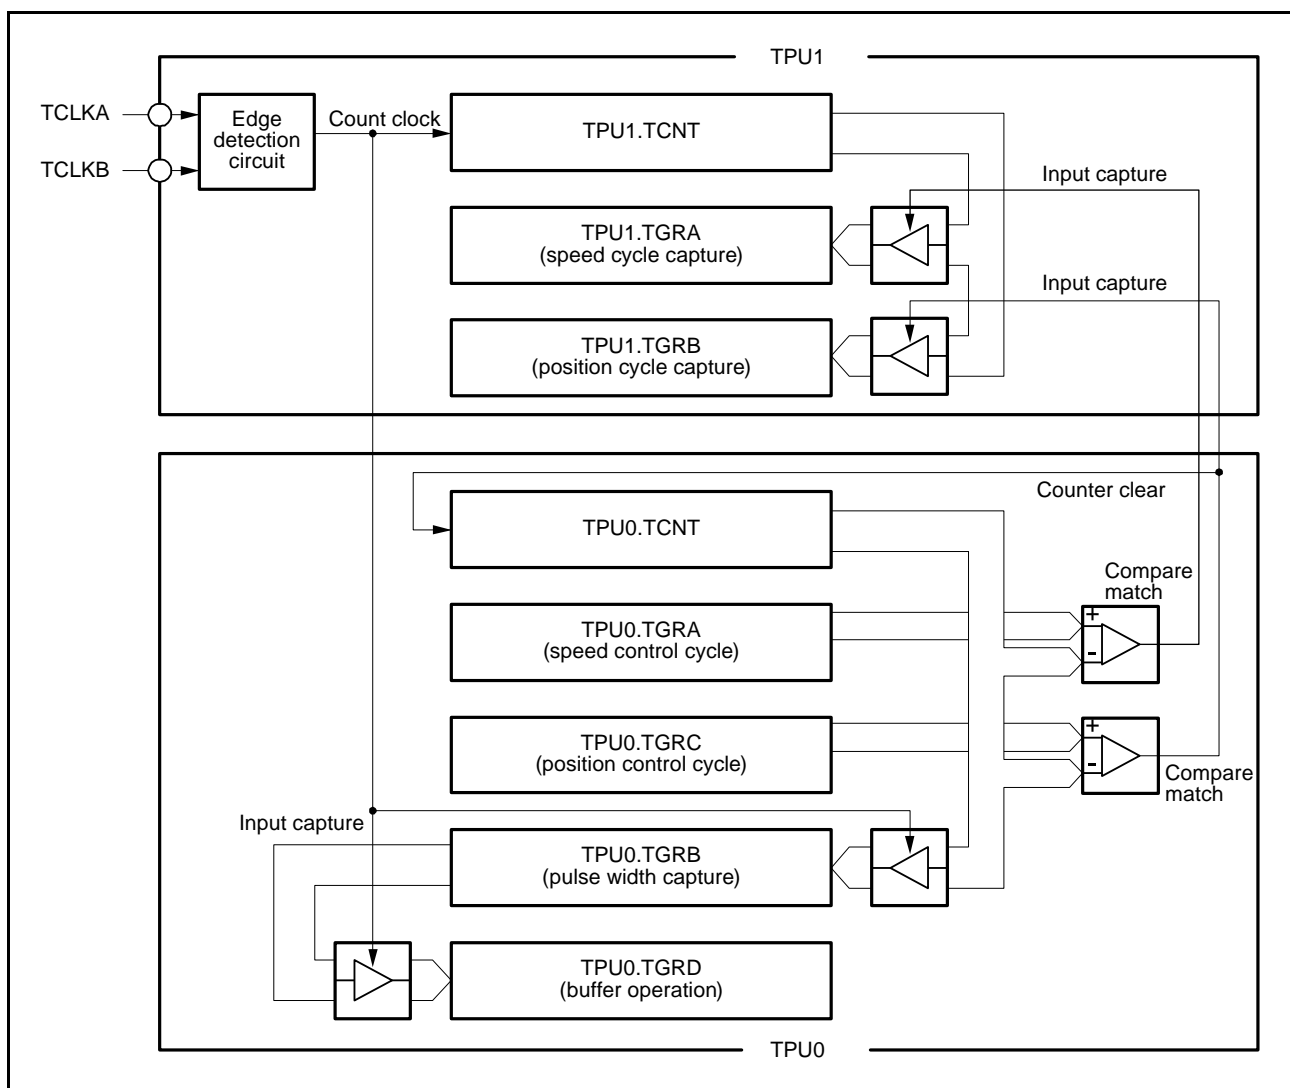 TPU1
TCLKA
TCLKB
Edge
detection
circuit
Count clock
TPU1.TCNT
Input capture
TPU1.TGRA
(speed cycle capture)
Input capture
TPU1.TGRB
(position cycle capture)
Counter clear
TPU0.TCNT
Compare
match
TPU0.TGRA
(speed control cycle)
+
-
TPU0.TGRC
(position control cycle)
+
-
Compare
match
Input capture
TPU0.TGRB
(pulse width capture)
TPU0.TGRD
(buffer operation)
TPU0